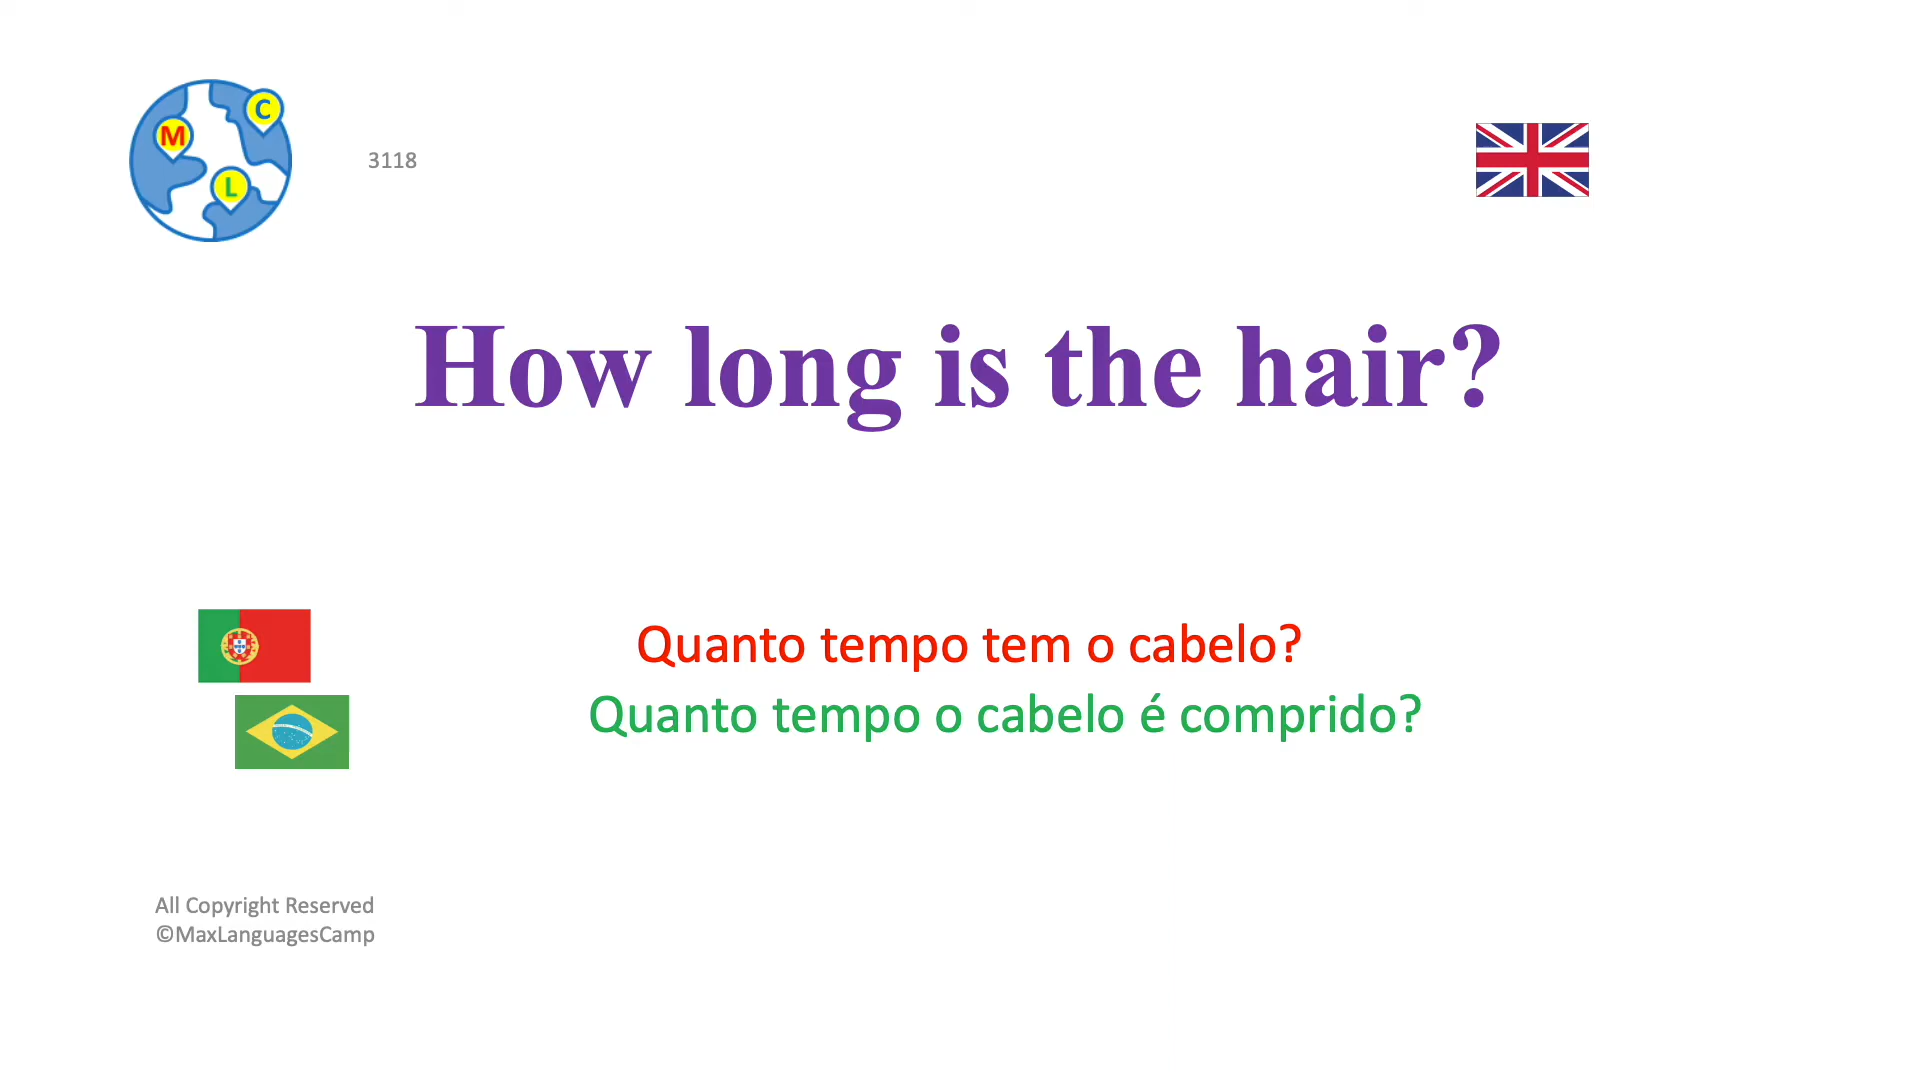 C
M
L
3118
How long is the hair?
Quanto tempo tem o cabelo?
Quanto tempo o cabelo é comprido?
All Copyright Reserved
©MaxLanguagesCamp